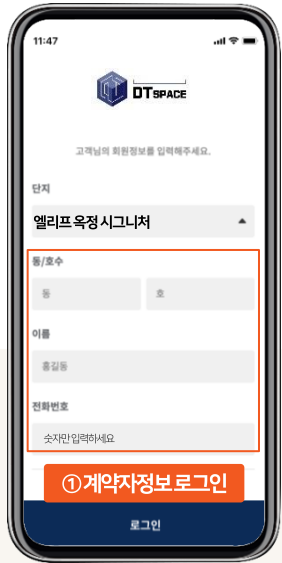 11:47
DTSPACE
고객님의 회원정보를 입력해주세요.
단지
엘리프 옥정 시그니처
동/호수
동 호
이름
홍길동
전화번호
숫자만 입력하세요
① 계약자정보 로그인
로그인